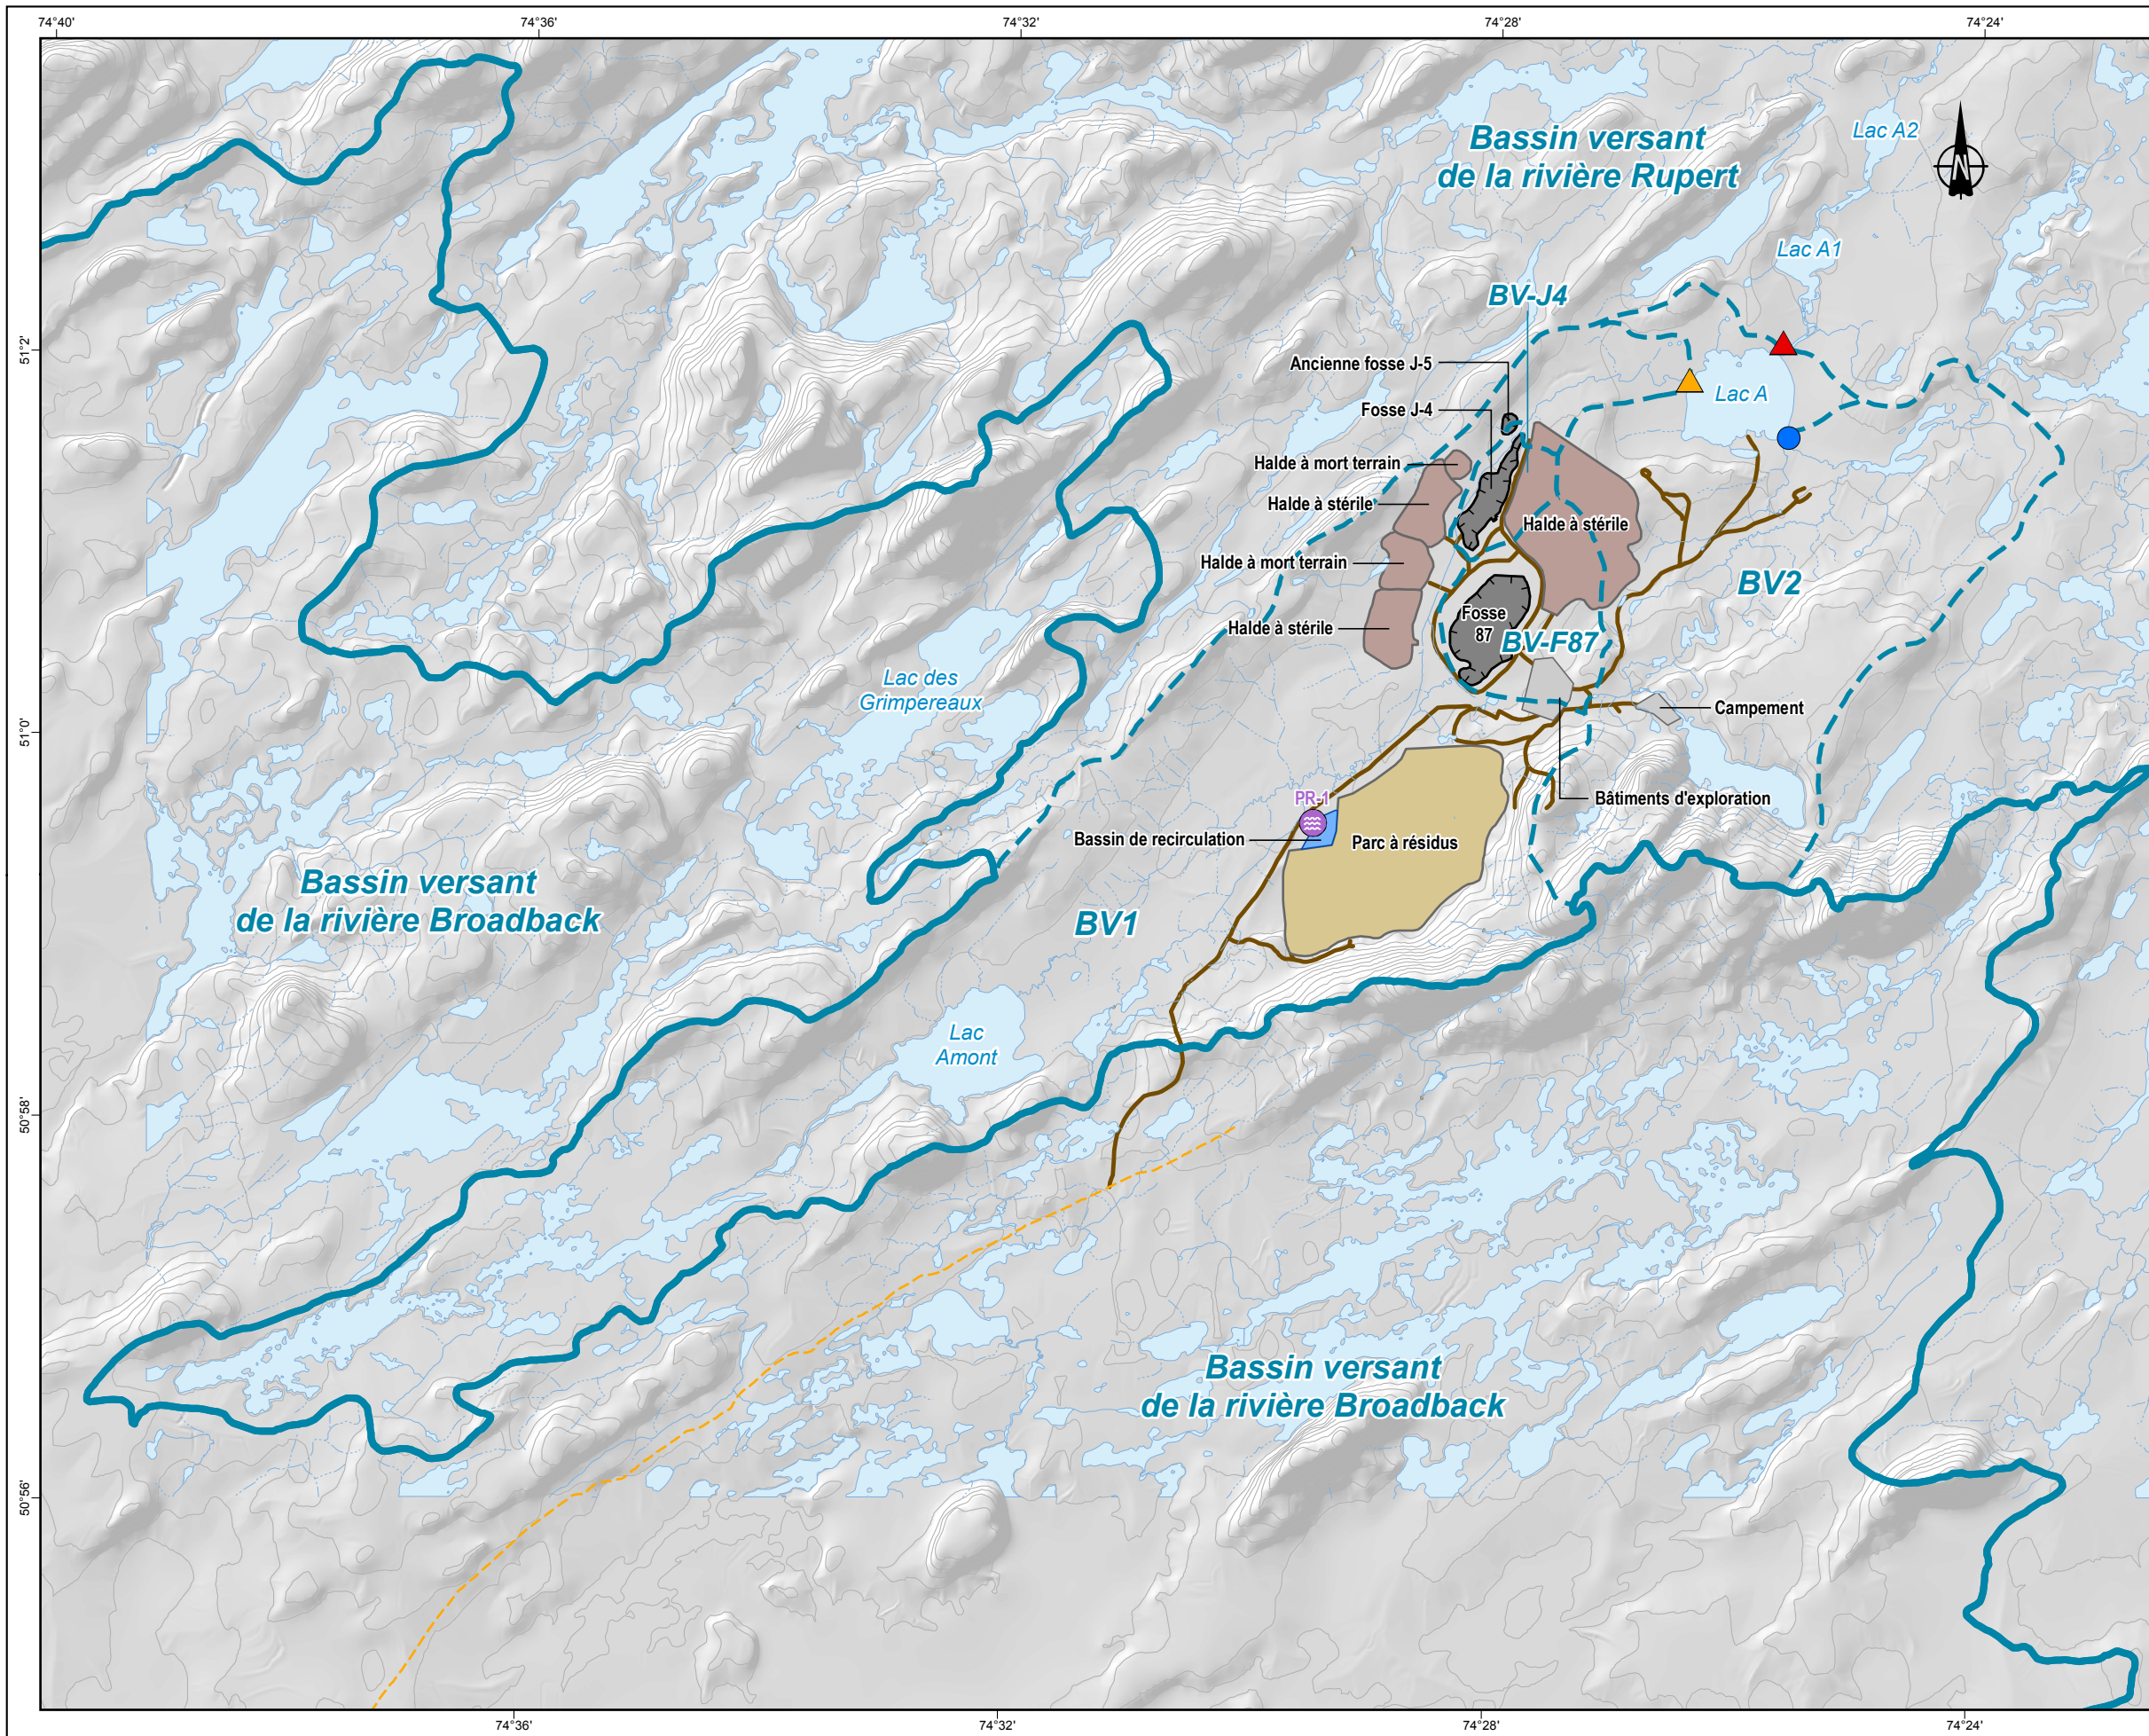 74°40'
74°36'
74°32'
74°28'
74°24'
Bassin versant
de la rivière Rupert
Lac A2
N
Lac A1
BV-J4
51°2'
Ancienne fosse J-5
Lac A
Fosse J-4
Halde à mort terrain
Halde à stérile
Halde à stérile
Halde à mort terrain
BV2
Fosse
87
Halde à stérile
BV-F87
Lac des
Grimpereaux
Campement
51°0'
PR-1
Bâtiments d'exploration
Bassin de recirculation
Parc à résidus
Bassin versant
de la rivière Broadback
BV1
Lac
Amont
50°58'
Bassin versant
de la rivière Broadback
50°56'
74°36'
74°32'
74°28'
74°24'